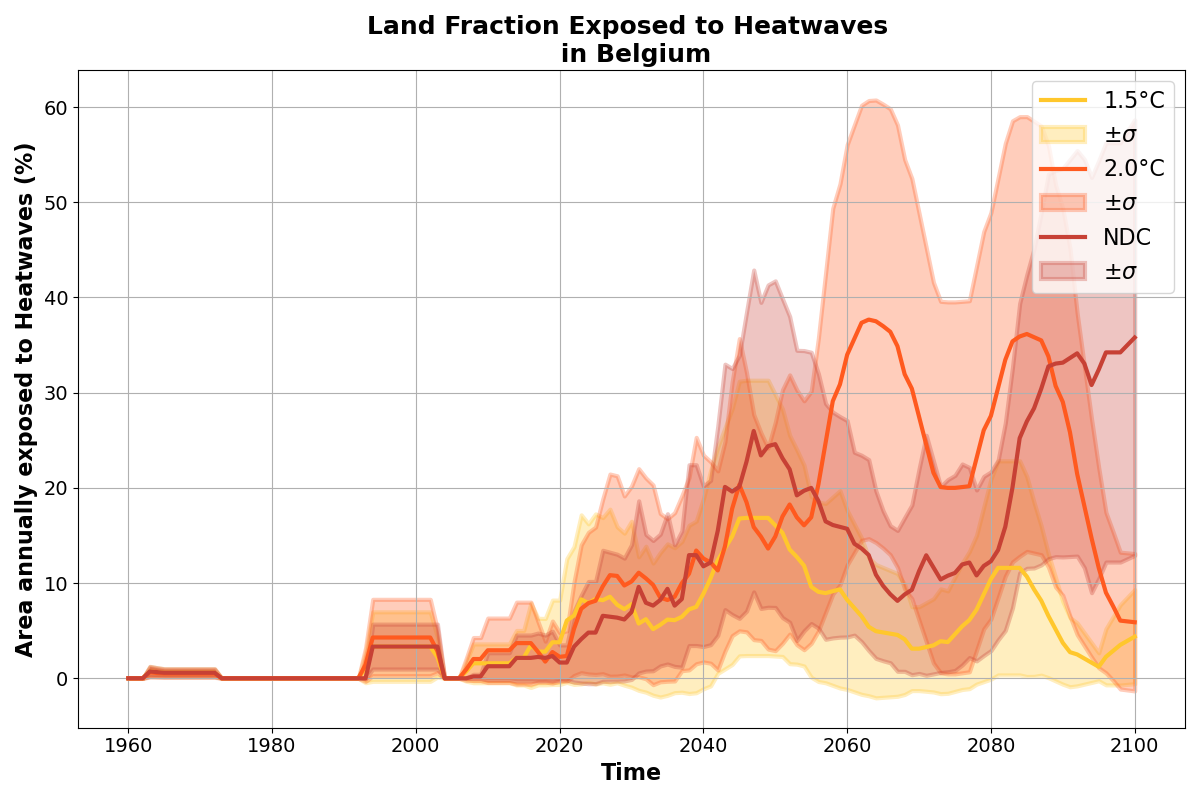 Land Fraction Exposed to Heatwaves
in Belgium
Area annually exposed to Heatwaves (%)
60
50
40
30
20
10
0
1960 1980 2000 2020 2040 2060 2080 2100
Time
1.5°C
±σ
2.0°C
±σ
NDC
±σ